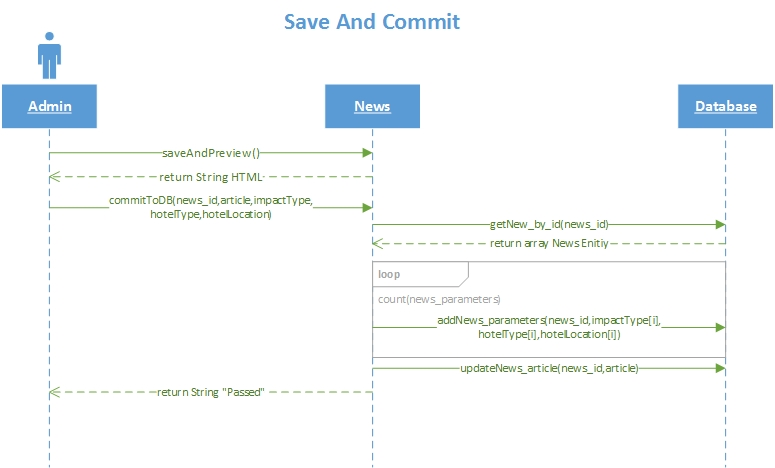 Save And Commit
Admin
News
Database
saveAndPreview()
return String HTML
commitToDB(news_id,article,impactType,
hotelType,hotelLocation)
getNew_by_id(news_id)
return array News Enitiy
loop
count(news_parameters)
addNews_parameters(news_id,impactType[i],
hotelType[i],hotelLocation[i])
updateNews_article(news_id,article)
return String "Passed"